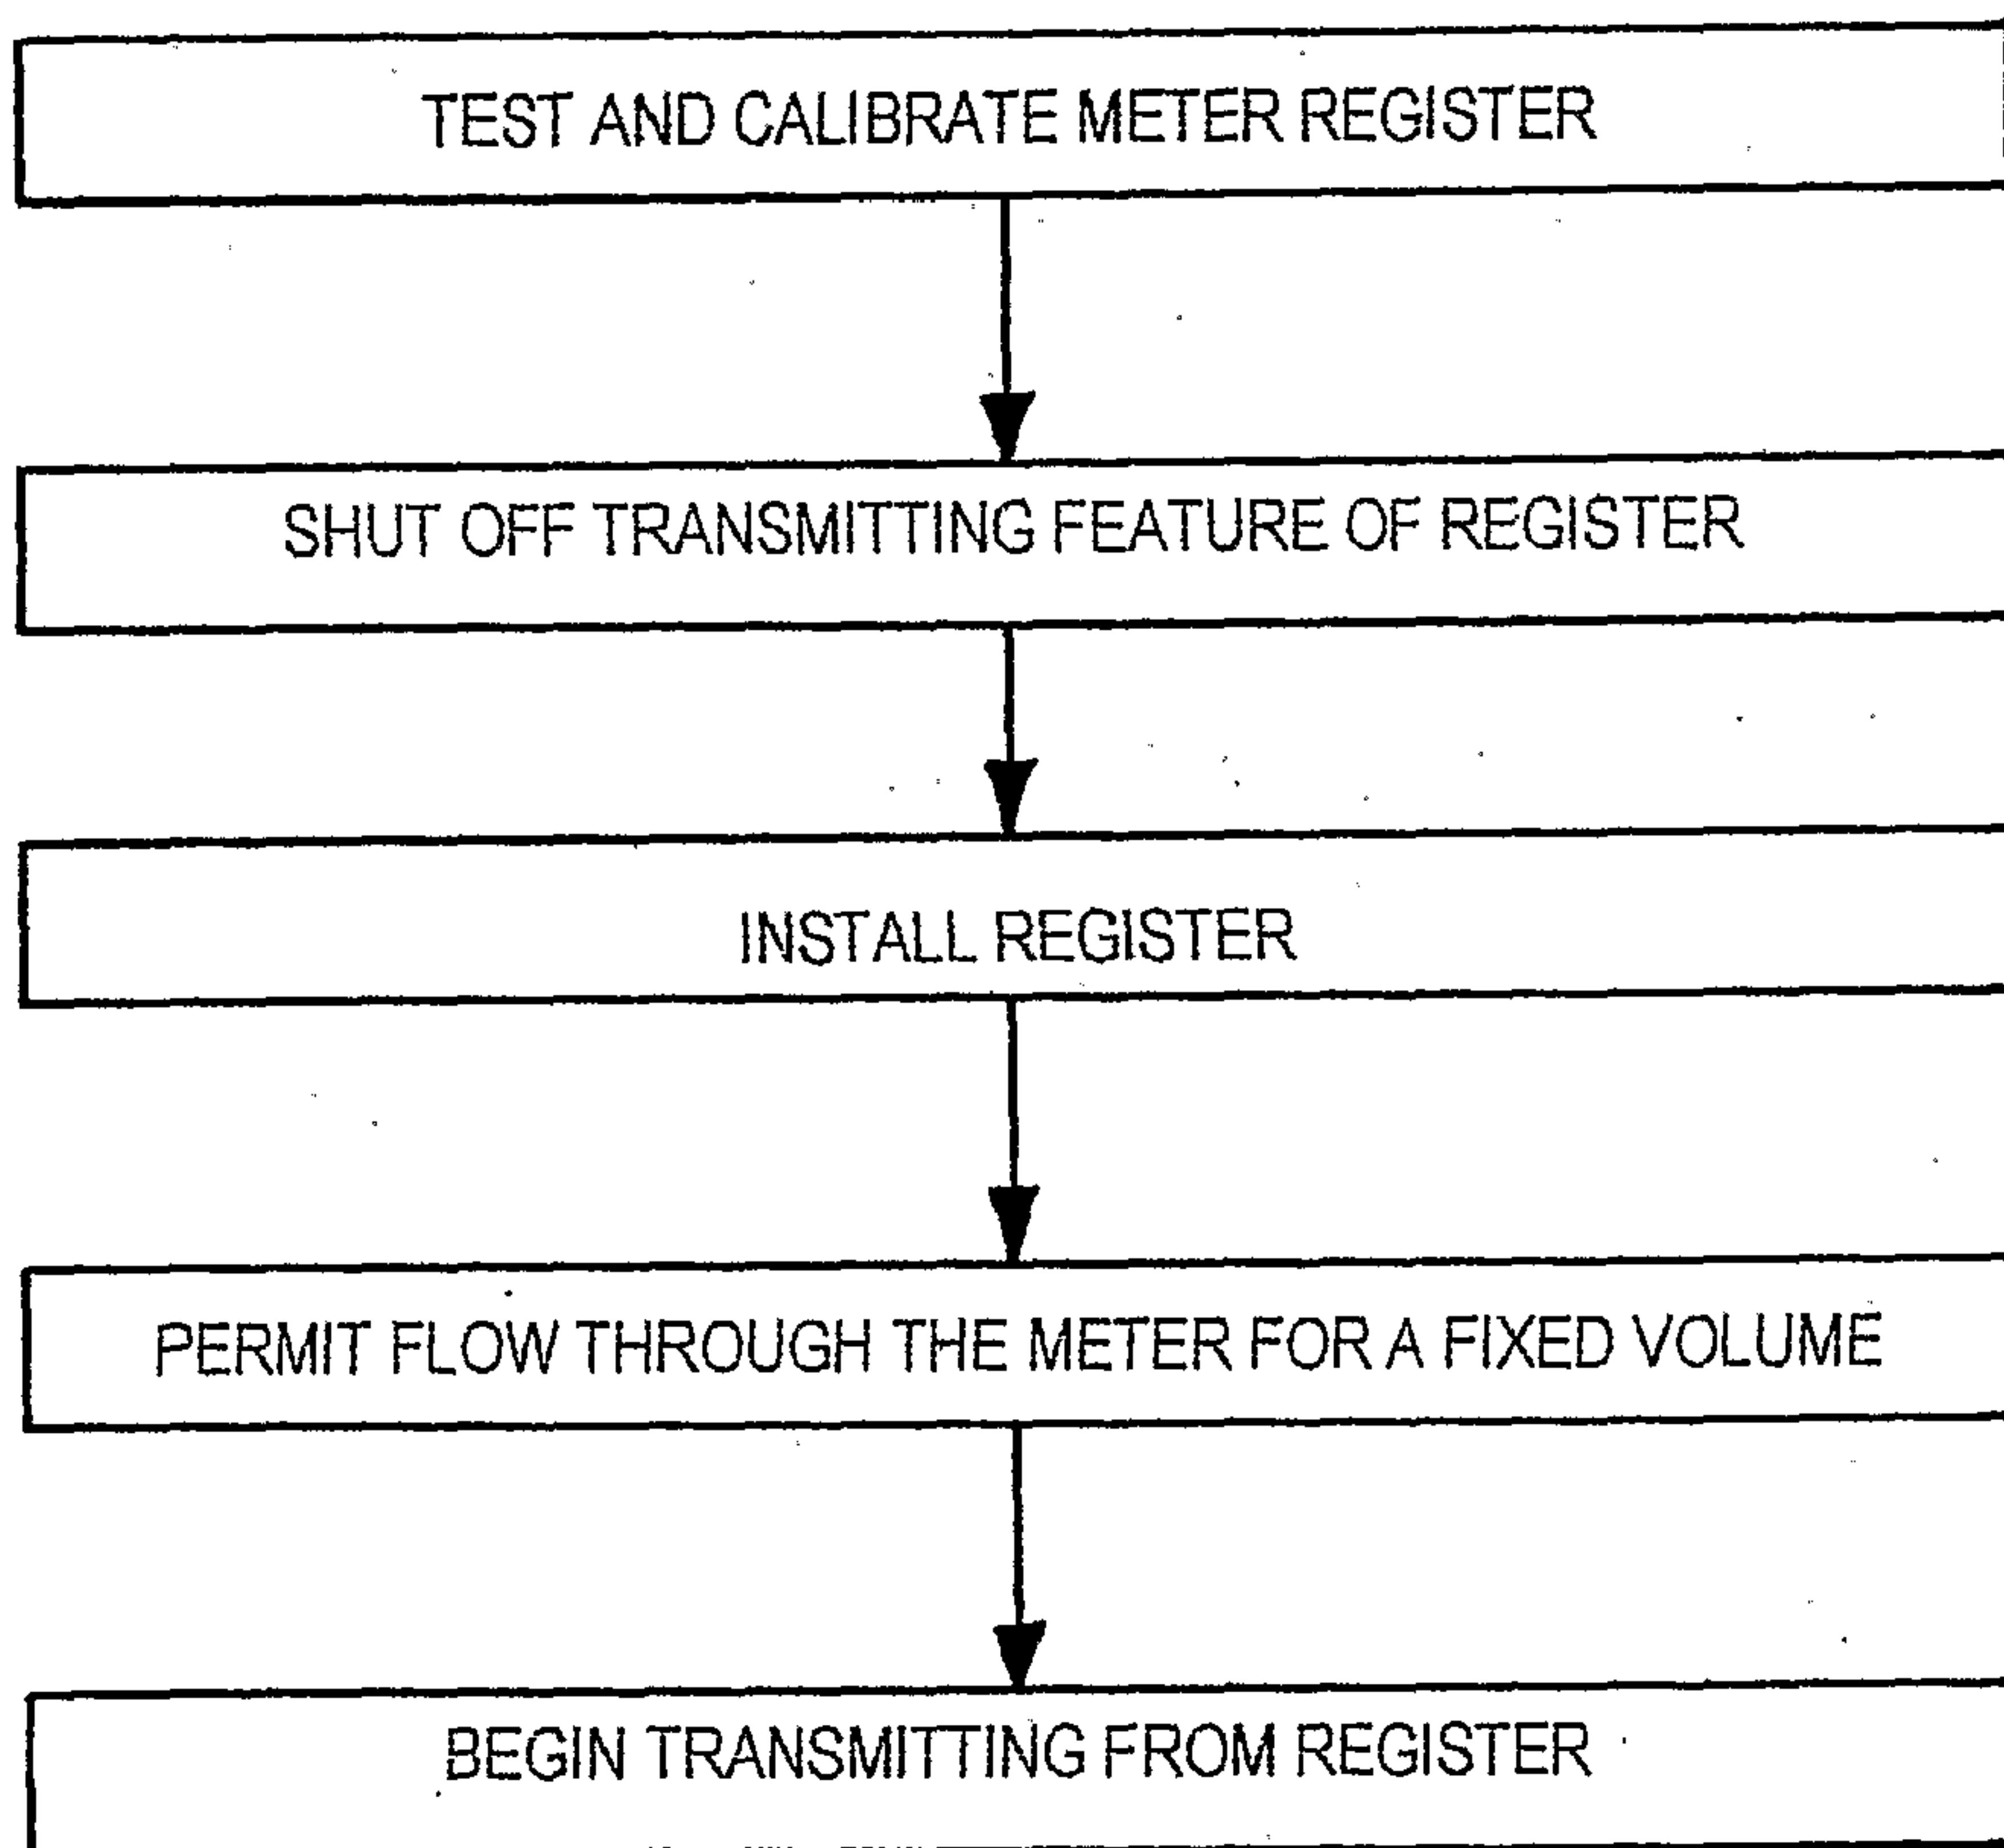 TEST AND CALIBRATE METER REGISTER
SHUT OFF TRANSMITTING FEATURE OF REGISTER
INSTALL REGISTER
PERMIT FLOW THROUGH THE METER FOR A FIXED VOLUME
BEGIN TRANSMITTING FROM REGISTER